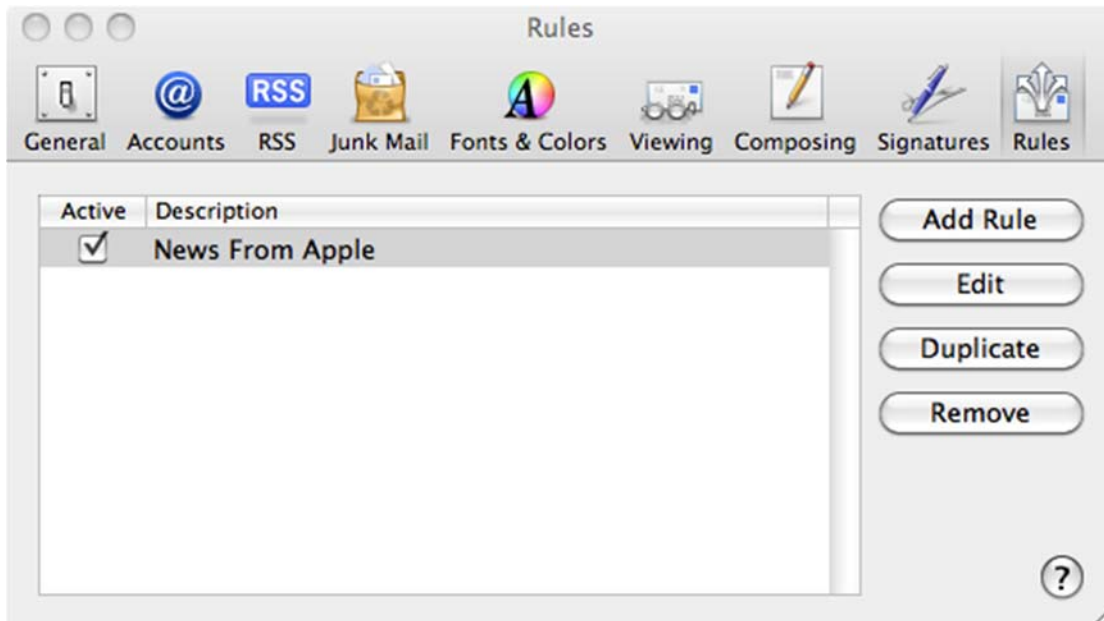 Rules
RSS
General Accounts RSS Junk Mail Fonts & Colors Viewing Composing Signatures Rules
Active Description
News From Apple
Add Rule
Edit
Duplicate
Remove
?